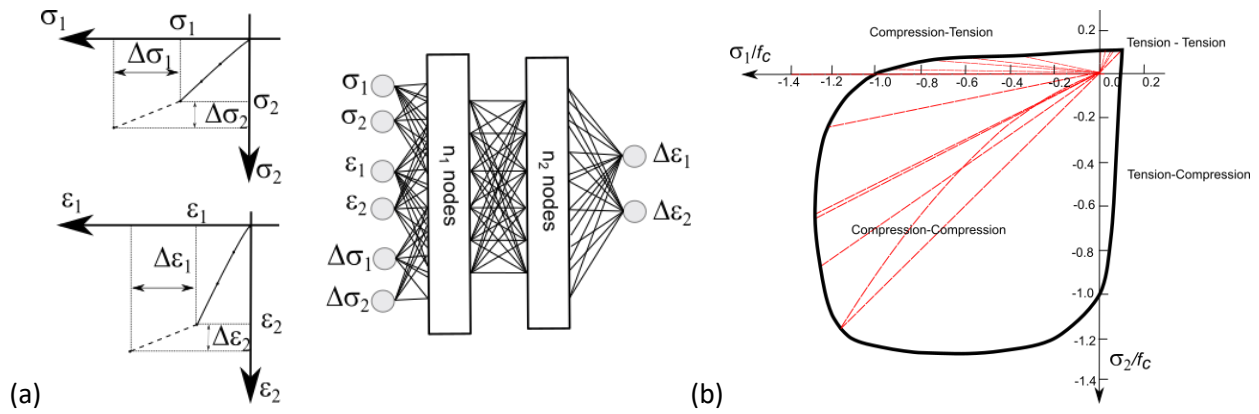 σ1
σ1
Δσ1
σ2
Δσ2
σ2
ε1
ε1
Δε1
ε2
Δε2
ε2
(a)
σ1
σ2
ε1
ε2
Δσ1
Δσ2
n1 nodes
n2 nodes
Δε1
Δε2
(b)
Compression-Tension
0.2
Tension - Tension
σ1/fc
-1.4 -1.2 -1.0 -0.8 -0.6 -0.4 -0.2 0.0 0.2
-0.2
-0.4
Tension-Compression
-0.6
Compression-Compression
-0.8
-1.0
-1.2
σ2/fc
-1.4